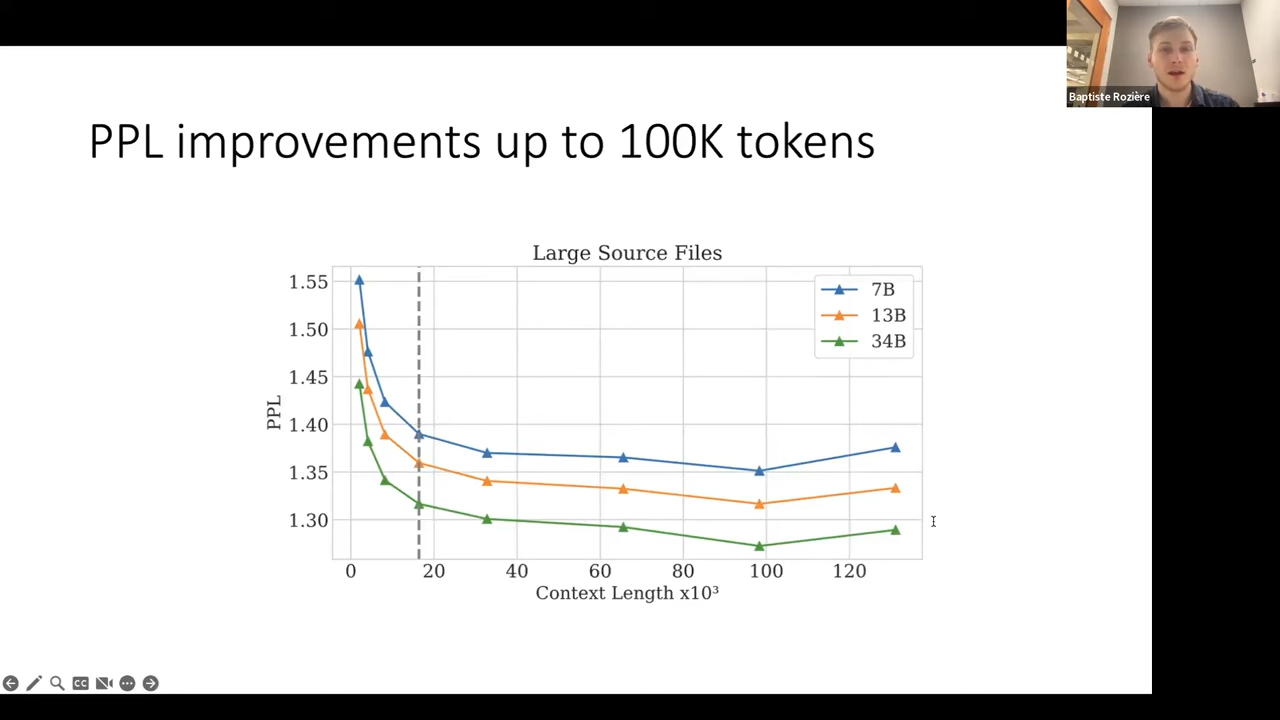 Baptiste Rozière
PPL improvements up to 100K tokens
Large Source Files
1.55
1.50
1.45
1.40
1.35
1.30
PPL
7B
13B
34B
0 20 40 60 80 100 120
Context Length x10³
CC